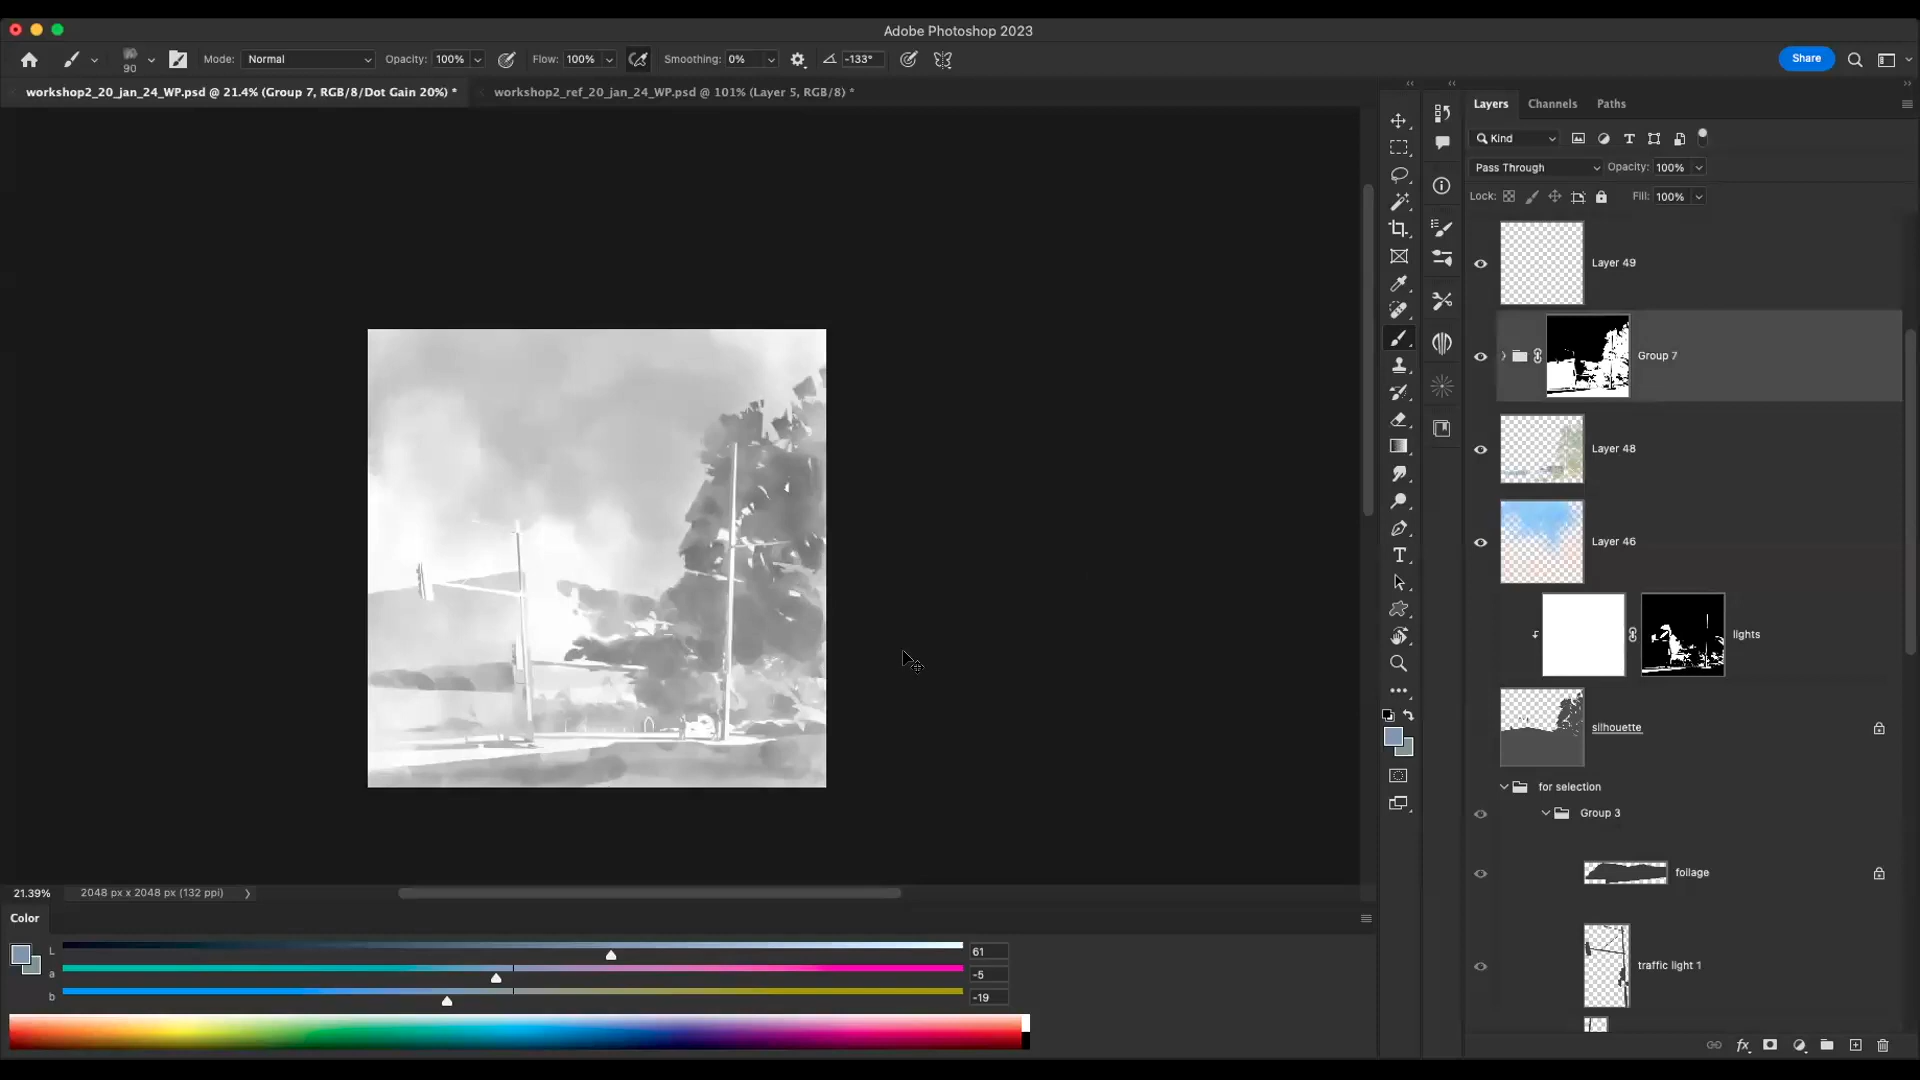 Adobe Photoshop 2023
90
Mode: Normal
Opacity: 100%
Flow: 100%
Smoothing: 0%
-133°
Share
workshop2_20_jan_24_WP.psd @ 21.4% (Group 7, RGB/8/Dot Gain 20%) *
workshop2_ref_20_jan_24_WP.psd @ 101% (Layer 5, RGB/8) *
Layers
Channels
Paths
Kind
Pass Through
Opacity: 100%
Lock:
Fill: 100%
Layer 49
Group 7
Layer 48
Layer 46
lights
silhouette
for selection
Group 3
foliage
traffic light 1
21.39%
2048 px x 2048 px (132 ppi)
Color
L
61
a
-5
b
-19